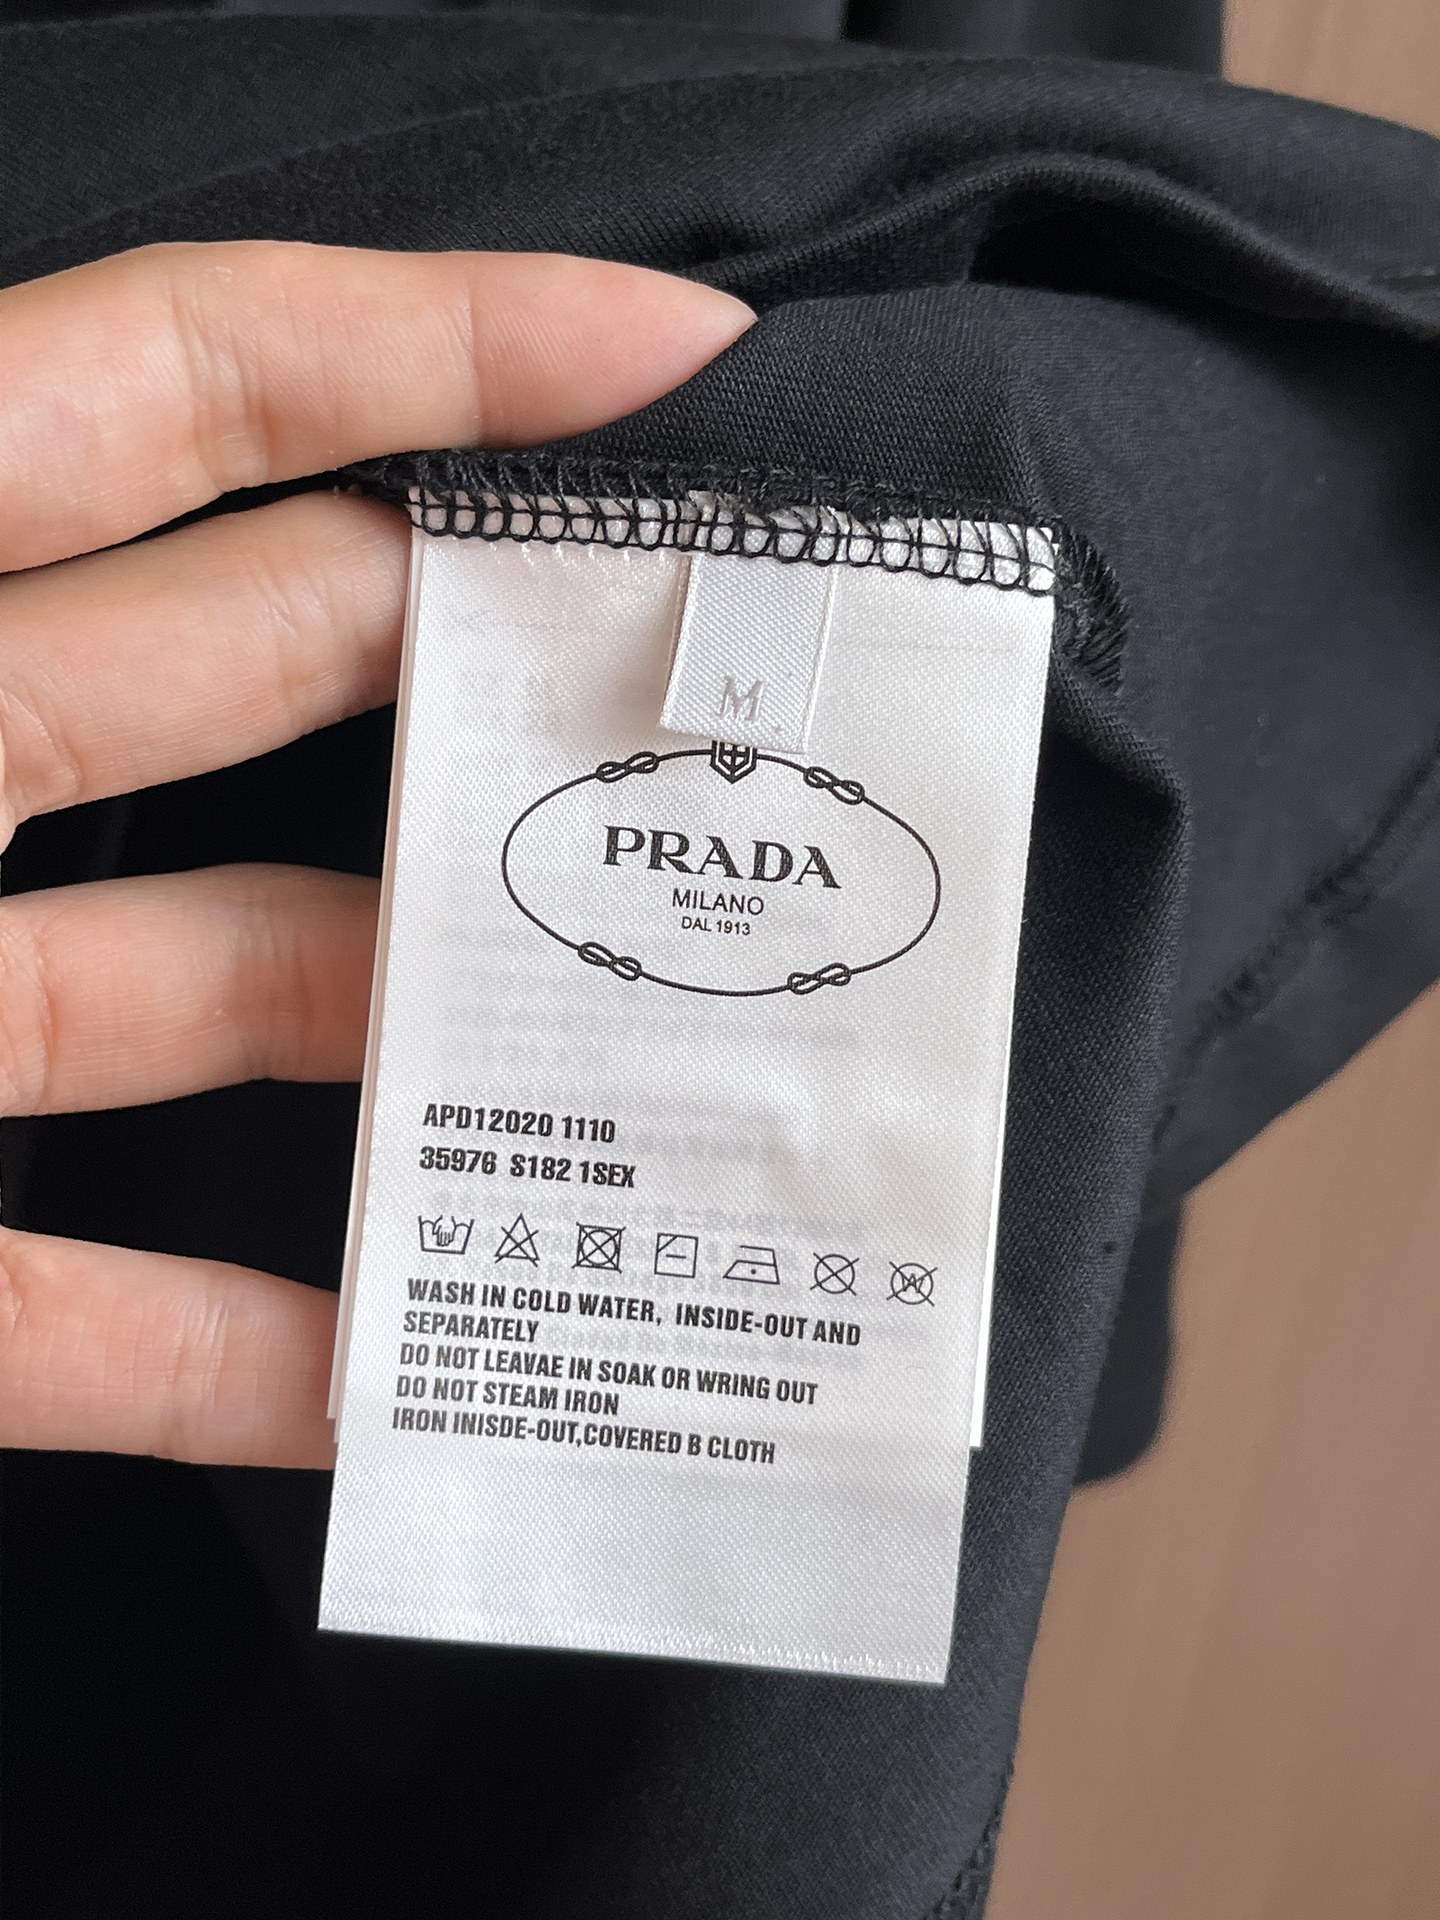 M
PRADA
MILANO
DAL 1913
APD12020 1110
35976 S182 1SEX
W
WASH IN COLD WATER, INSIDE-OUT AND
SEPARATELY
DO NOT LEAVAE IN SOAK OR WRING OUT
DO NOT STEAM IRON
IRON INISDE-OUT,COVERED B CLOTH